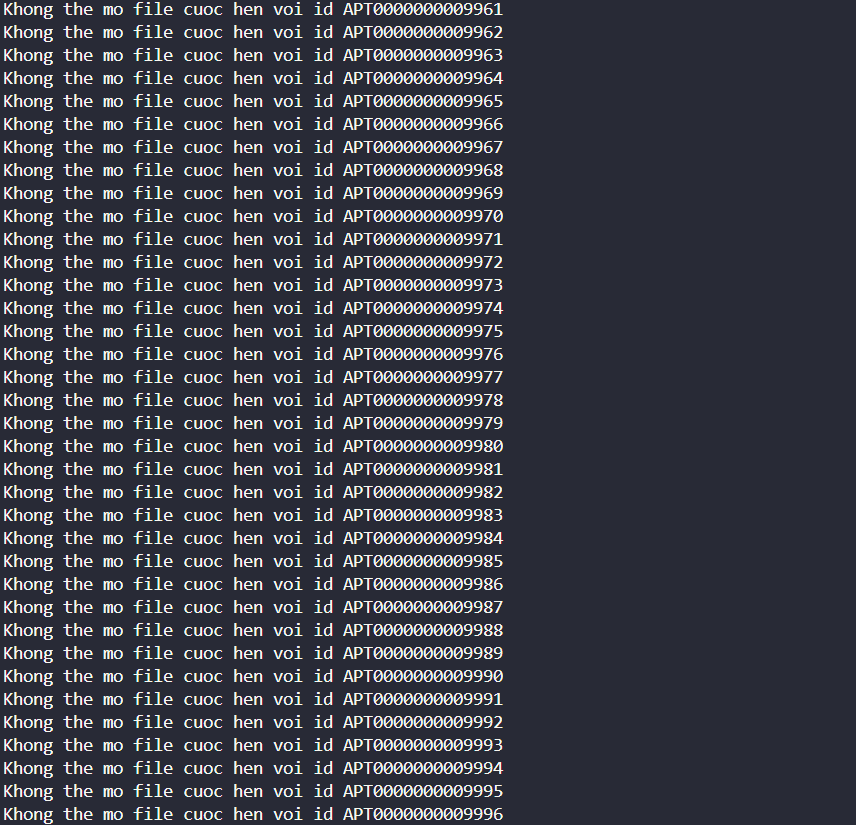 Khong the mo file cuoc hen voi id APT0000000009961
Khong the mo file cuoc hen voi id APT0000000009962
Khong the mo file cuoc hen voi id APT0000000009963
Khong the mo file cuoc hen voi id APT0000000009964
Khong the mo file cuoc hen voi id APT0000000009965
Khong the mo file cuoc hen voi id APT0000000009966
Khong the mo file cuoc hen voi id APT0000000009967
Khong the mo file cuoc hen voi id APT0000000009968
Khong the mo file cuoc hen voi id APT0000000009969
Khong the mo file cuoc hen voi id APT0000000009970
Khong the mo file cuoc hen voi id APT0000000009971
Khong the mo file cuoc hen voi id APT0000000009972
Khong the mo file cuoc hen voi id APT0000000009973
Khong the mo file cuoc hen voi id APT0000000009974
Khong the mo file cuoc hen voi id APT0000000009975
Khong the mo file cuoc hen voi id APT0000000009976
Khong the mo file cuoc hen voi id APT0000000009977
Khong the mo file cuoc hen voi id APT0000000009978
Khong the mo file cuoc hen voi id APT0000000009979
Khong the mo file cuoc hen voi id APT0000000009980
Khong the mo file cuoc hen voi id APT0000000009981
Khong the mo file cuoc hen voi id APT0000000009982
Khong the mo file cuoc hen voi id APT0000000009983
Khong the mo file cuoc hen voi id APT0000000009984
Khong the mo file cuoc hen voi id APT0000000009985
Khong the mo file cuoc hen voi id APT0000000009986
Khong the mo file cuoc hen voi id APT0000000009987
Khong the mo file cuoc hen voi id APT0000000009988
Khong the mo file cuoc hen voi id APT0000000009989
Khong the mo file cuoc hen voi id APT0000000009990
Khong the mo file cuoc hen voi id APT0000000009991
Khong the mo file cuoc hen voi id APT0000000009992
Khong the mo file cuoc hen voi id APT0000000009993
Khong the mo file cuoc hen voi id APT0000000009994
Khong the mo file cuoc hen voi id APT0000000009995
Khong the mo file cuoc hen voi id APT0000000009996